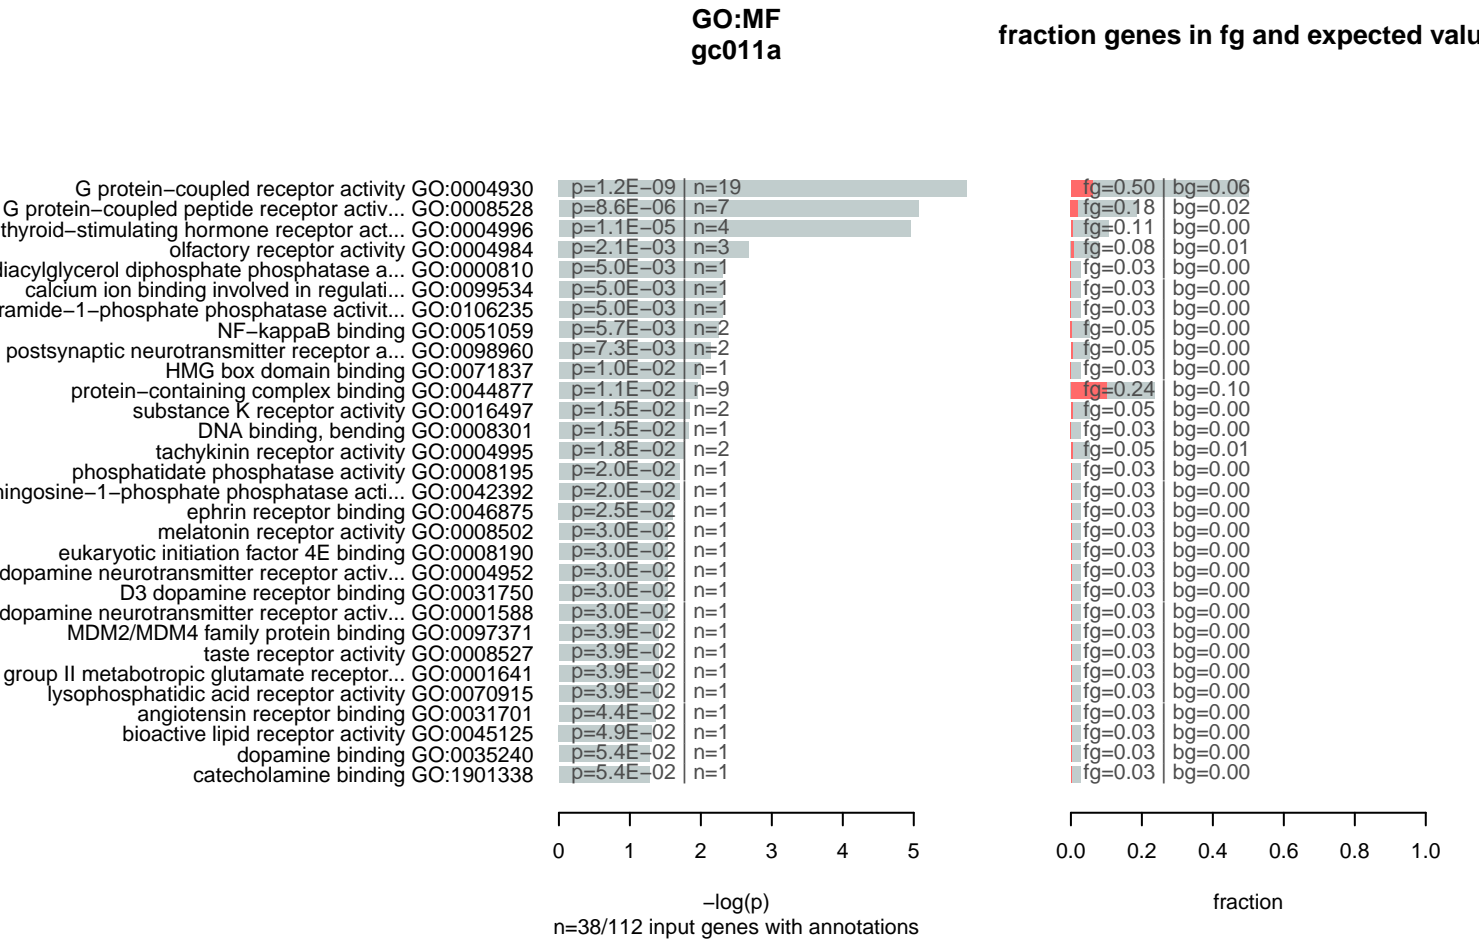 GO:MF
gc011a
fraction genes in fg and expected valu
G protein−coupled receptor activity GO:0004930 p=1.2E−09 n=19 fg=0.50 bg=0.06
G protein−coupled peptide receptor activ... GO:0008528 p=8.6E−06 n=7 fg=0.18 bg=0.02
thyroid−stimulating hormone receptor act... GO:0004996 p=1.1E−05 n=4 fg=0.11 bg=0.00
olfactory receptor activity GO:0004984 p=2.1E−03 n=3 fg=0.08 bg=0.01
diacylglycerol diphosphate phosphatase a... GO:0000810 p=5.0E−03 n=1 fg=0.03 bg=0.00
calcium ion binding involved in regulati... GO:0099534 p=5.0E−03 n=1 fg=0.03 bg=0.00
ramide−1−phosphate phosphatase activit... GO:0106235 p=5.0E−03 n=1 fg=0.03 bg=0.00
NF−kappaB binding GO:0051059 p=5.7E−03 n=2 fg=0.05 bg=0.00
postsynaptic neurotransmitter receptor a... GO:0098960 p=7.3E−03 n=2 fg=0.05 bg=0.00
HMG box domain binding GO:0071837 p=1.0E−02 n=1 fg=0.03 bg=0.00
protein−containing complex binding GO:0044877 p=1.1E−02 n=9 fg=0.24 bg=0.10
substance K receptor activity GO:0016497 p=1.5E−02 n=2 fg=0.05 bg=0.00
DNA binding, bending GO:0008301 p=1.5E−02 n=1 fg=0.03 bg=0.00
tachykinin receptor activity GO:0004995 p=1.8E−02 n=2 fg=0.05 bg=0.01
phosphatidate phosphatase activity GO:0008195 p=2.0E−02 n=1 fg=0.03 bg=0.00
ningosine−1−phosphate phosphatase acti... GO:0042392 p=2.0E−02 n=1 fg=0.03 bg=0.00
ephrin receptor binding GO:0046875 p=2.5E−02 n=1 fg=0.03 bg=0.00
melatonin receptor activity GO:0008502 p=3.0E−02 n=1 fg=0.03 bg=0.00
eukaryotic initiation factor 4E binding GO:0008190 p=3.0E−02 n=1 fg=0.03 bg=0.00
dopamine neurotransmitter receptor activ... GO:0004952 p=3.0E−02 n=1 fg=0.03 bg=0.00
D3 dopamine receptor binding GO:0031750 p=3.0E−02 n=1 fg=0.03 bg=0.00
dopamine neurotransmitter receptor activ... GO:0001588 p=3.0E−02 n=1 fg=0.03 bg=0.00
MDM2/MDM4 family protein binding GO:0097371 p=3.9E−02 n=1 fg=0.03 bg=0.00
taste receptor activity GO:0008527 p=3.9E−02 n=1 fg=0.03 bg=0.00
group II metabotropic glutamate receptor... GO:0001641 p=3.9E−02 n=1 fg=0.03 bg=0.00
lysophosphatidic acid receptor activity GO:0070915 p=3.9E−02 n=1 fg=0.03 bg=0.00
angiotensin receptor binding GO:0031701 p=4.4E−02 n=1 fg=0.03 bg=0.00
bioactive lipid receptor activity GO:0045125 p=4.9E−02 n=1 fg=0.03 bg=0.00
dopamine binding GO:0035240 p=5.4E−02 n=1 fg=0.03 bg=0.00
catecholamine binding GO:1901338 p=5.4E−02 n=1 fg=0.03 bg=0.00
0 1 2 3 4 5 0.0 0.2 0.4 0.6 0.8 1.0
−log(p) fraction
n=38/112 input genes with annotations